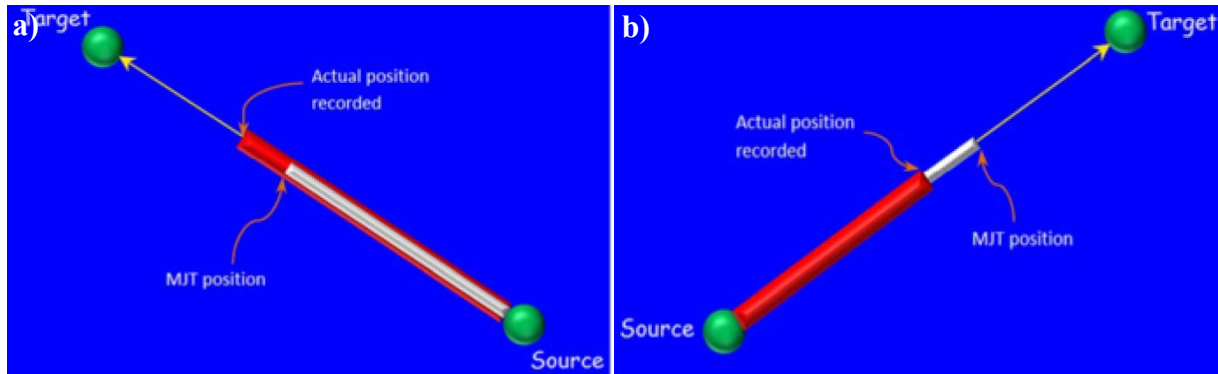 a)
Target
Actual position
recorded
MJT position
Source
b)
Target
Actual position
recorded
MJT position
Source